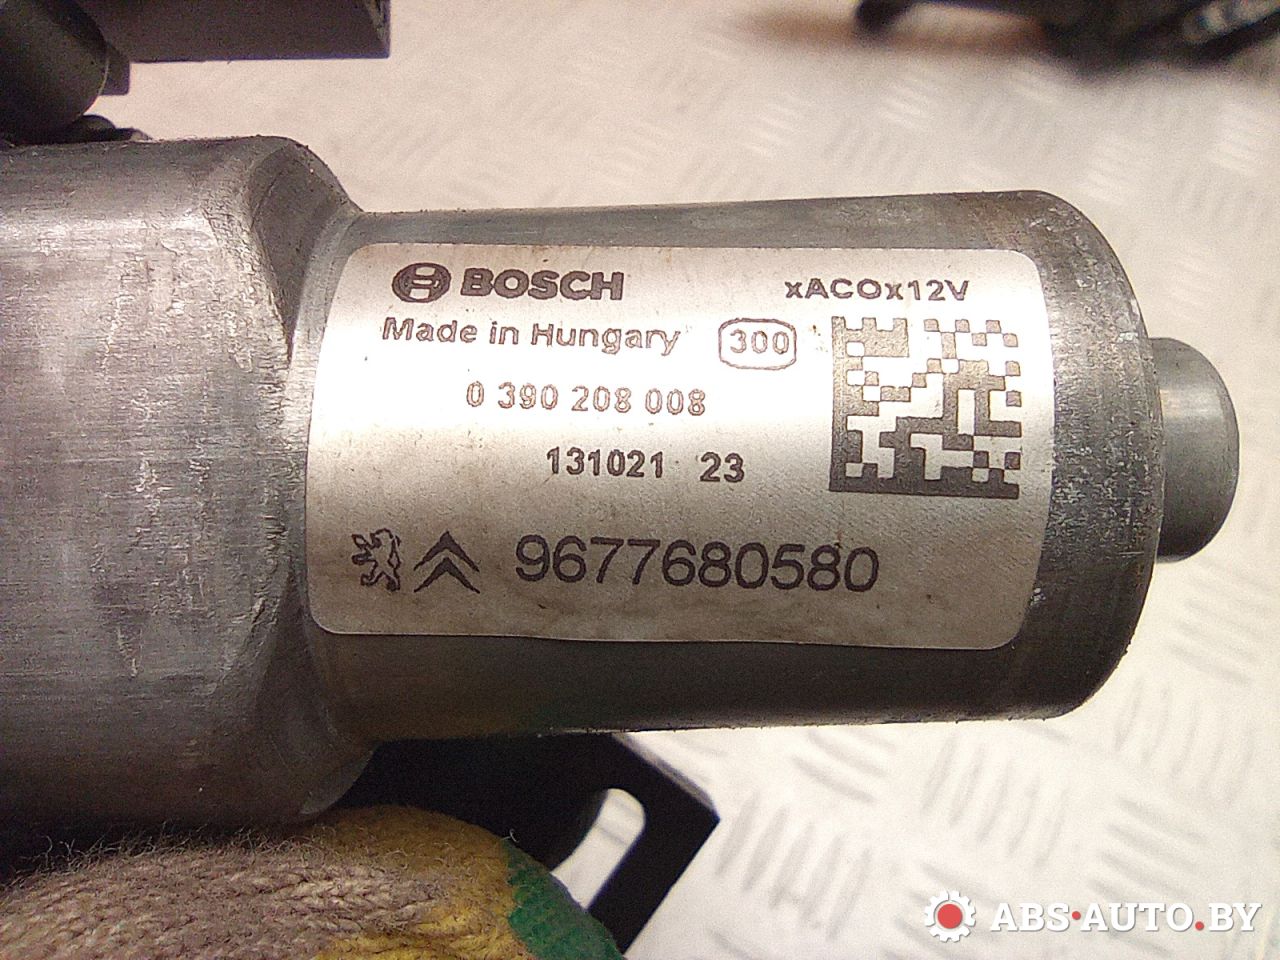 BOSCH xACOx12V
Made in Hungary 300
0 390 208 008
131021 23
9677680580
ABS·AUTO.BY